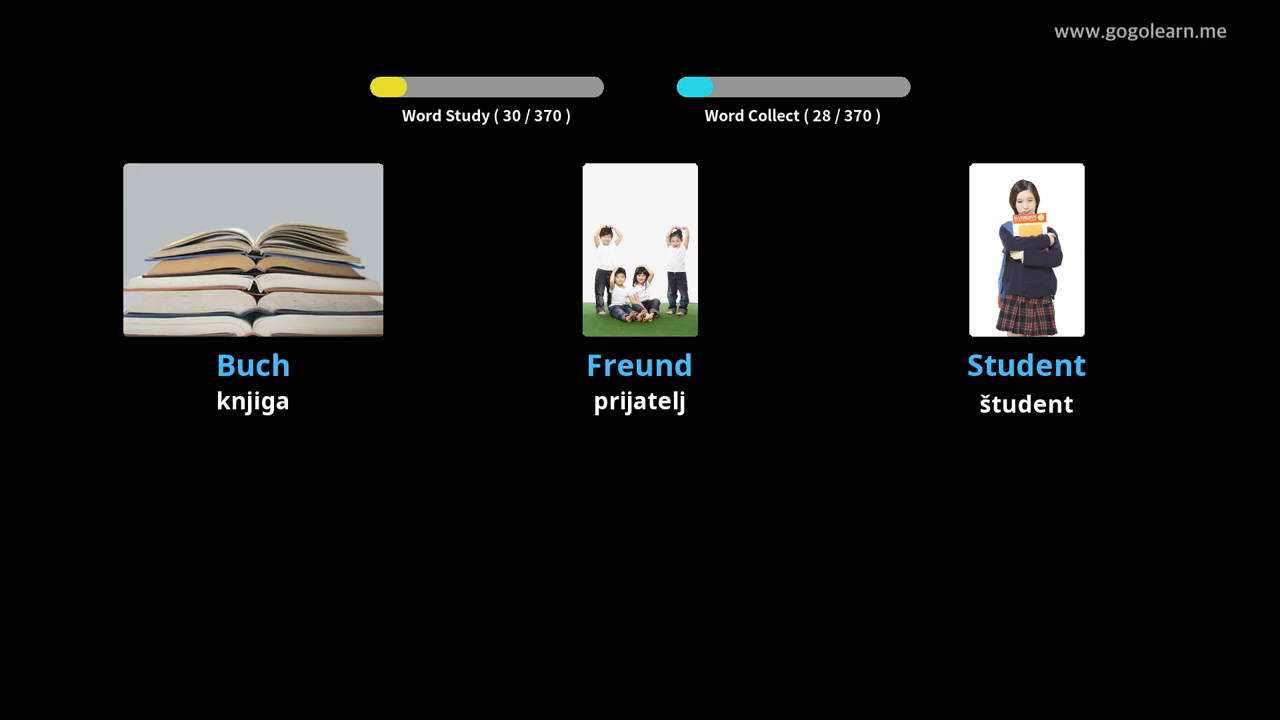 www.gogolearn.me
Word Study ( 30 / 370 )
Word Collect ( 28 / 370 )
Buch
knjiga
Freund
prijatelj
Student
študent